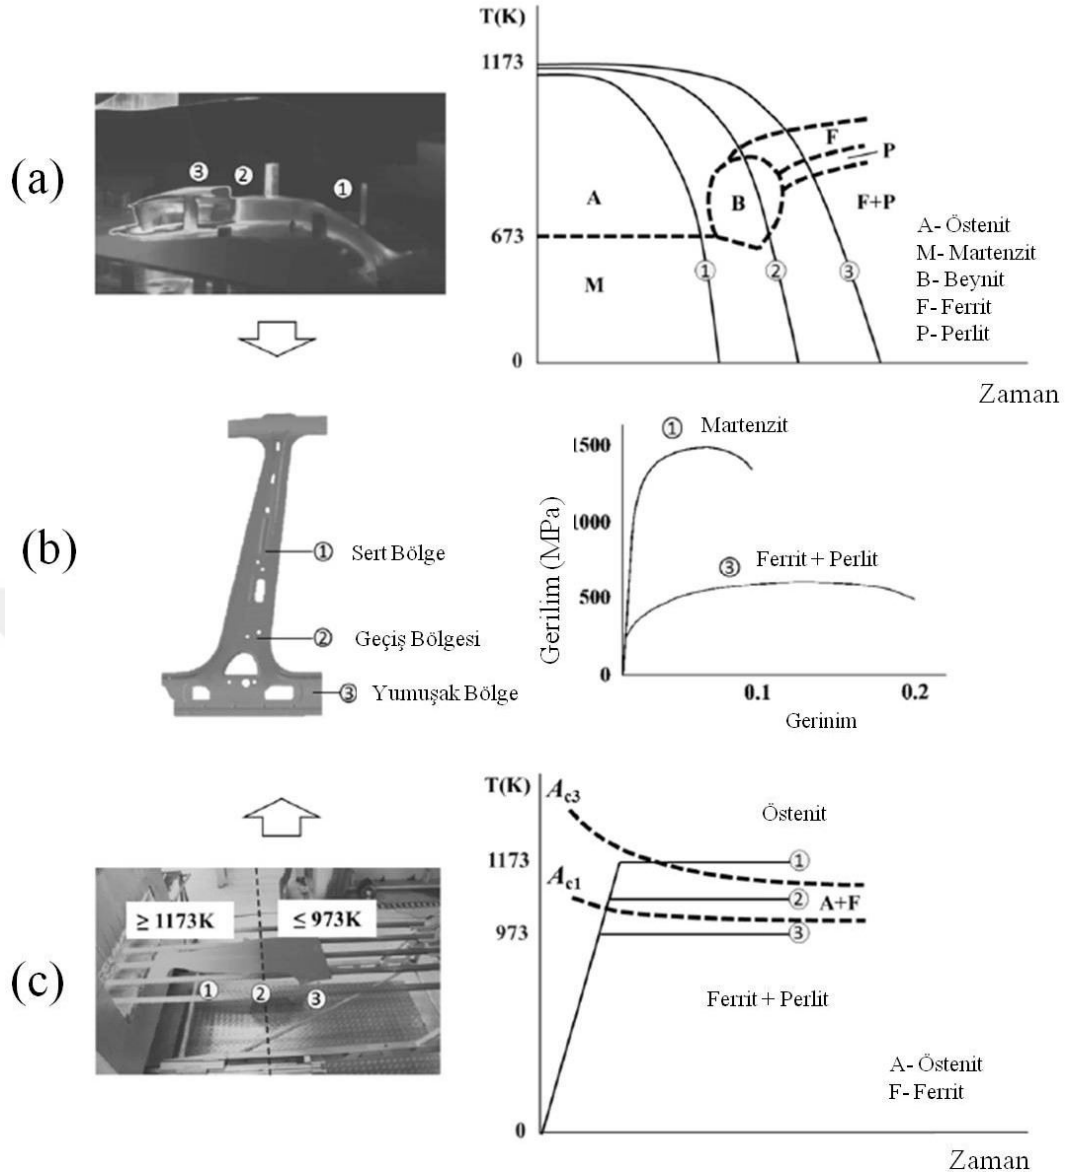 (a)
③
②
①
T(K)
1173
673
0
A
M
B
F
P
F+P
①
②
③
A- Östenit
M- Martenzit
B- Beynit
F- Ferrit
P- Perlit
Zaman
(b)
① Sert Bölge
② Geçiş Bölgesi
③ Yumuşak Bölge
Gerilim (MPa)
1500
1000
500
0
① Martenzit
③ Ferrit + Perlit
0.1
0.2
Gerinim
(c)
≥ 1173K
≤ 973K
①
②
③
T(K)
Ac3
Östenit
1173
①
Ac1
②
A+F
973
③
Ferrit + Perlit
A- Östenit
F- Ferrit
0
Zaman